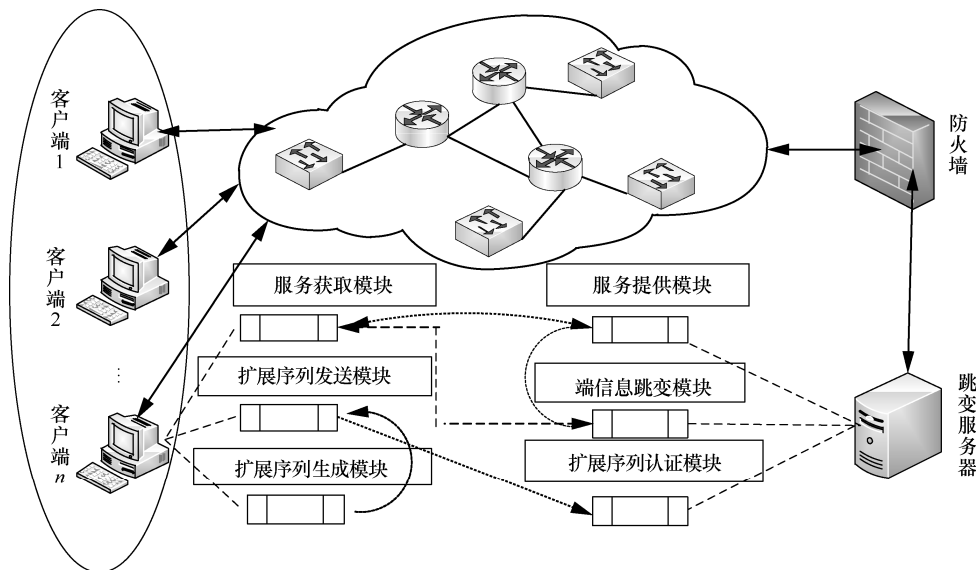 客户端1
客户端2
…
客户端n
防火墙
跳变服务器
服务获取模块
服务提供模块
扩展序列发送模块
端信息跳变模块
扩展序列生成模块
扩展序列认证模块